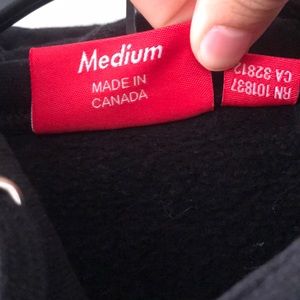 Medium
MADE IN
CANADA
RN 101837
CA 32812